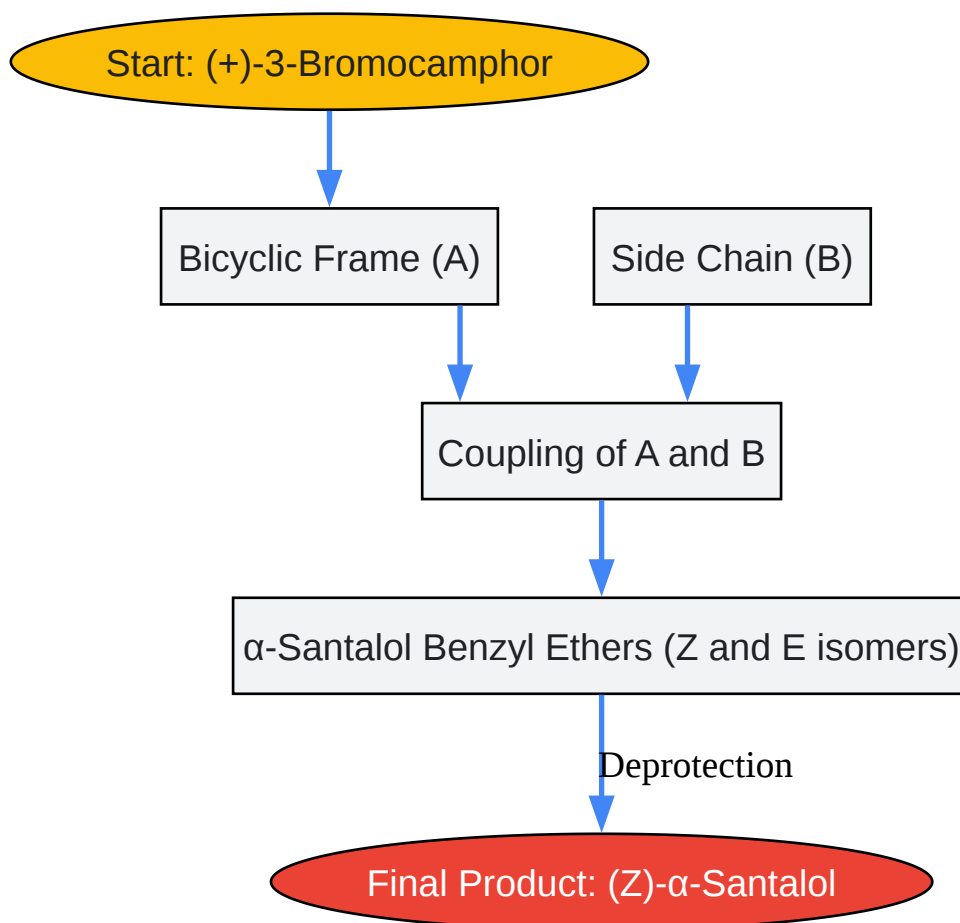 Start: (+)-3-Bromocamphor
Bicyclic Frame (A)
Side Chain (B)
Coupling of A and B
α-Santalol Benzyl Ethers (Z and E isomers)
Deprotection
Final Product: (Z)-α-Santalol